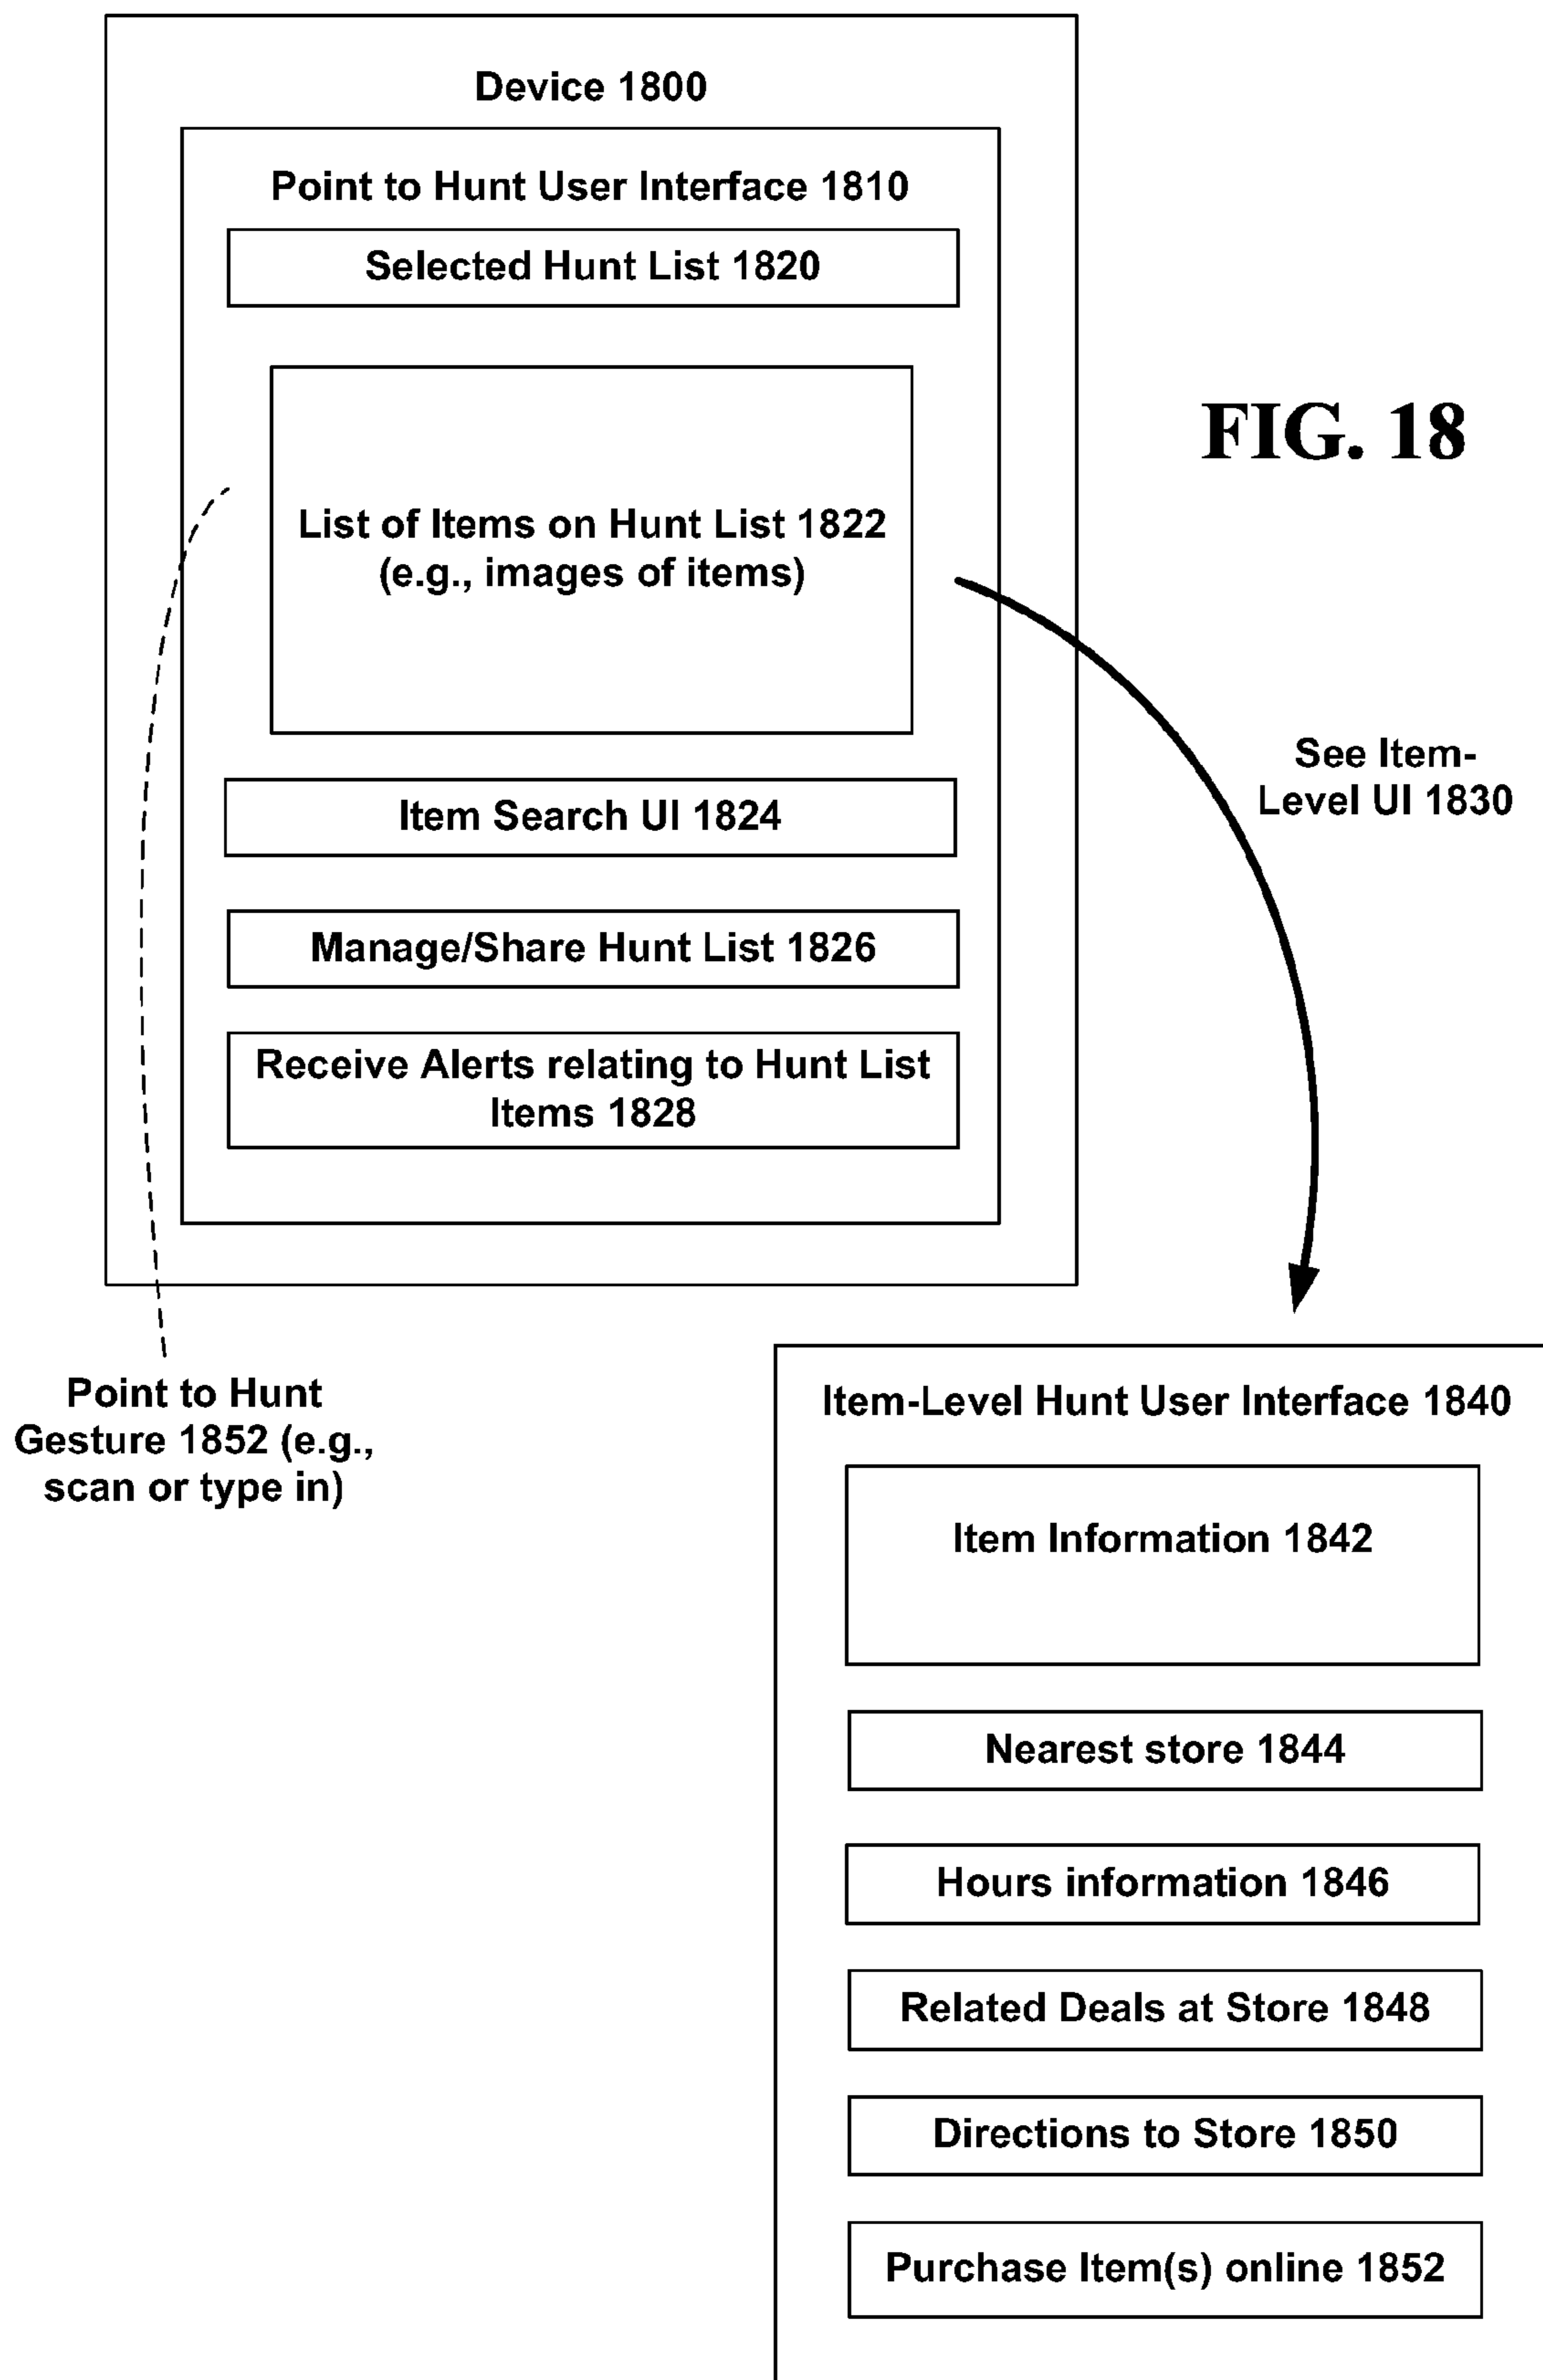 Device 1800
Point to Hunt User Interface 1810
Selected Hunt List 1820
FIG. 18
List of Items on Hunt List 1822
(e.g., images of items)
See Item-
Level UI 1830
Item Search UI 1824
Manage/Share Hunt List 1826
Receive Alerts relating to Hunt List
Items 1828
Point to Hunt
Gesture 1852 (e.g.,
scan or type in)
Item-Level Hunt User Interface 1840
Item Information 1842
Nearest store 1844
Hours information 1846
Related Deals at Store 1848
Directions to Store 1850
Purchase Item(s) online 1852